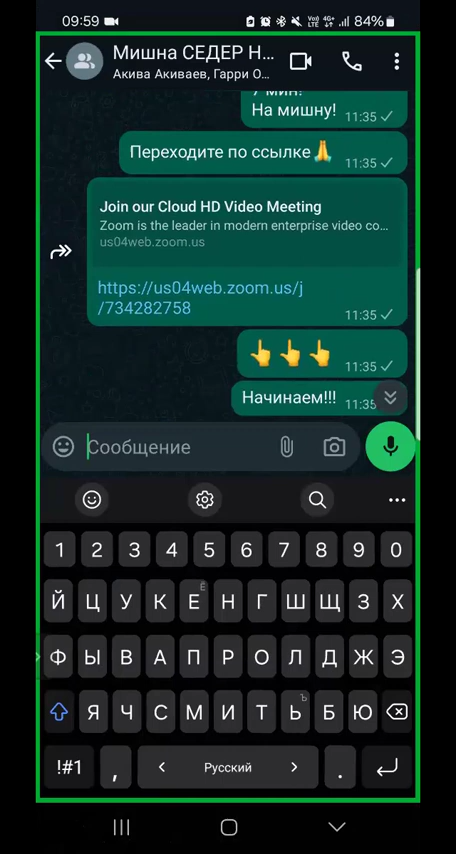 09:59
84%
Мишна СЕДЕР Н...
Акива Акиваев, Гарри О...
На мишну!
11:35
Переходите по ссылке🙏
11:35
Join our Cloud HD Video Meeting
Zoom is the leader in modern enterprise video co...
us04web.zoom.us
https://us04web.zoom.us/j
/734282758
11:35
👆👆👆
11:35
Начинаем!!!
11:35
Сообщение
1 2 3 4 5 6 7 8 9 0
Й Ц У К Е Ё Н Г Ш Щ З Х
Ф Ы В А П Р О Л Д Ж Э
Я Ч С М И Т Ь Ъ Б Ю
!#1 , < Русский > .